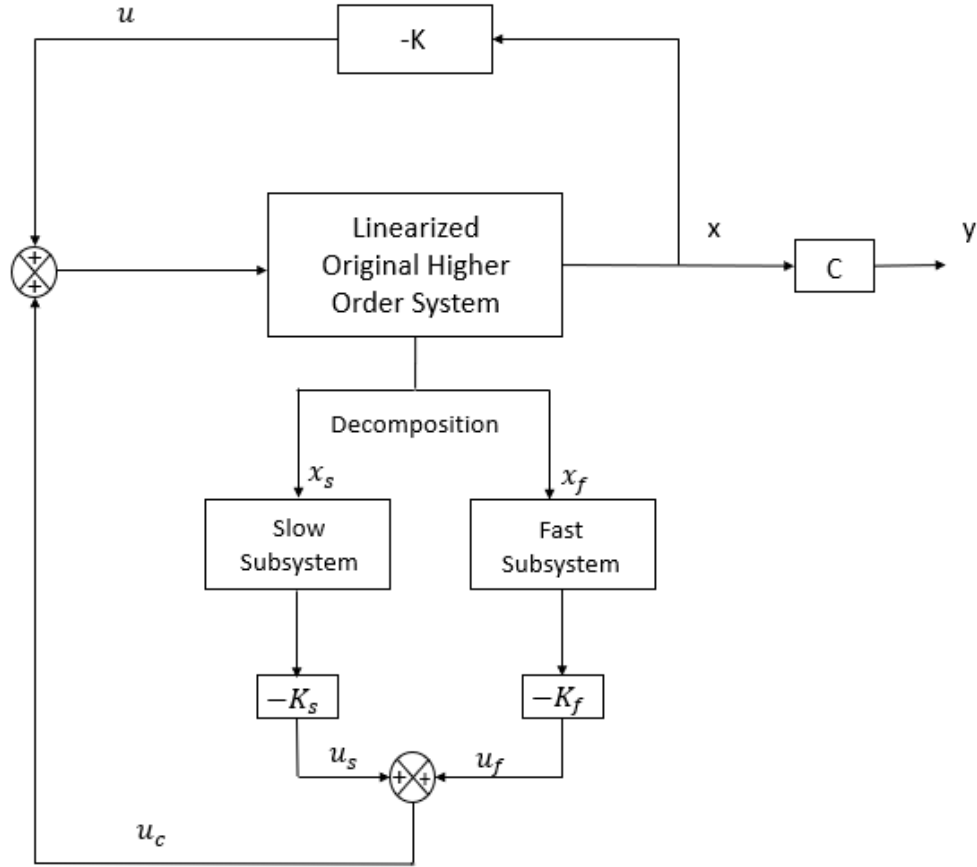 u
-K
+
+
Linearized
Original Higher
Order System
x
C
y
Decomposition
x_s
x_f
Slow
Subsystem
Fast
Subsystem
−K_s
−K_f
u_s
+
+
u_f
u_c